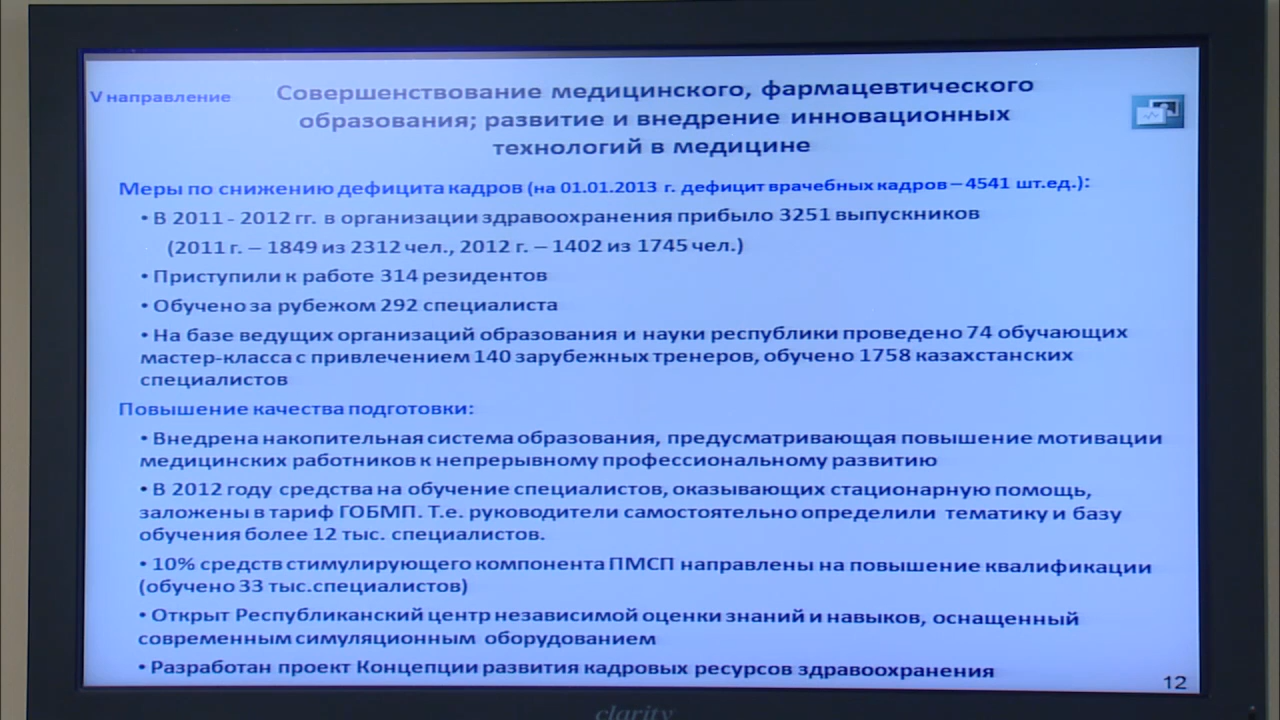 V направление
Совершенствование медицинского, фармацевтического
образования; развитие и внедрение инновационных
технологий в медицине
Меры по снижению дефицита кадров (на 01.01.2013 г. дефицит врачебных кадров – 4541 шт.ед.):
• В 2011 - 2012 гг. в организации здравоохранения прибыло 3251 выпускников
(2011 г. – 1849 из 2312 чел., 2012 г. – 1402 из 1745 чел.)
• Приступили к работе 314 резидентов
• Обучено за рубежом 292 специалиста
• На базе ведущих организаций образования и науки республики проведено 74 обучающих
мастер-класса с привлечением 140 зарубежных тренеров, обучено 1758 казахстанских
специалистов
Повышение качества подготовки:
• Внедрена накопительная система образования, предусматривающая повышение мотивации
медицинских работников к непрерывному профессиональному развитию
• В 2012 году средства на обучение специалистов, оказывающих стационарную помощь,
заложены в тариф ГОБМП. Т.е. руководители самостоятельно определили тематику и базу
обучения более 12 тыс. специалистов.
• 10% средств стимулирующего компонента ПМСП направлены на повышение квалификации
(обучено 33 тыс.специалистов)
• Открыт Республиканский центр независимой оценки знаний и навыков, оснащенный
современным симуляционным оборудованием
• Разработан проект Концепции развития кадровых ресурсов здравоохранения
12
clarity